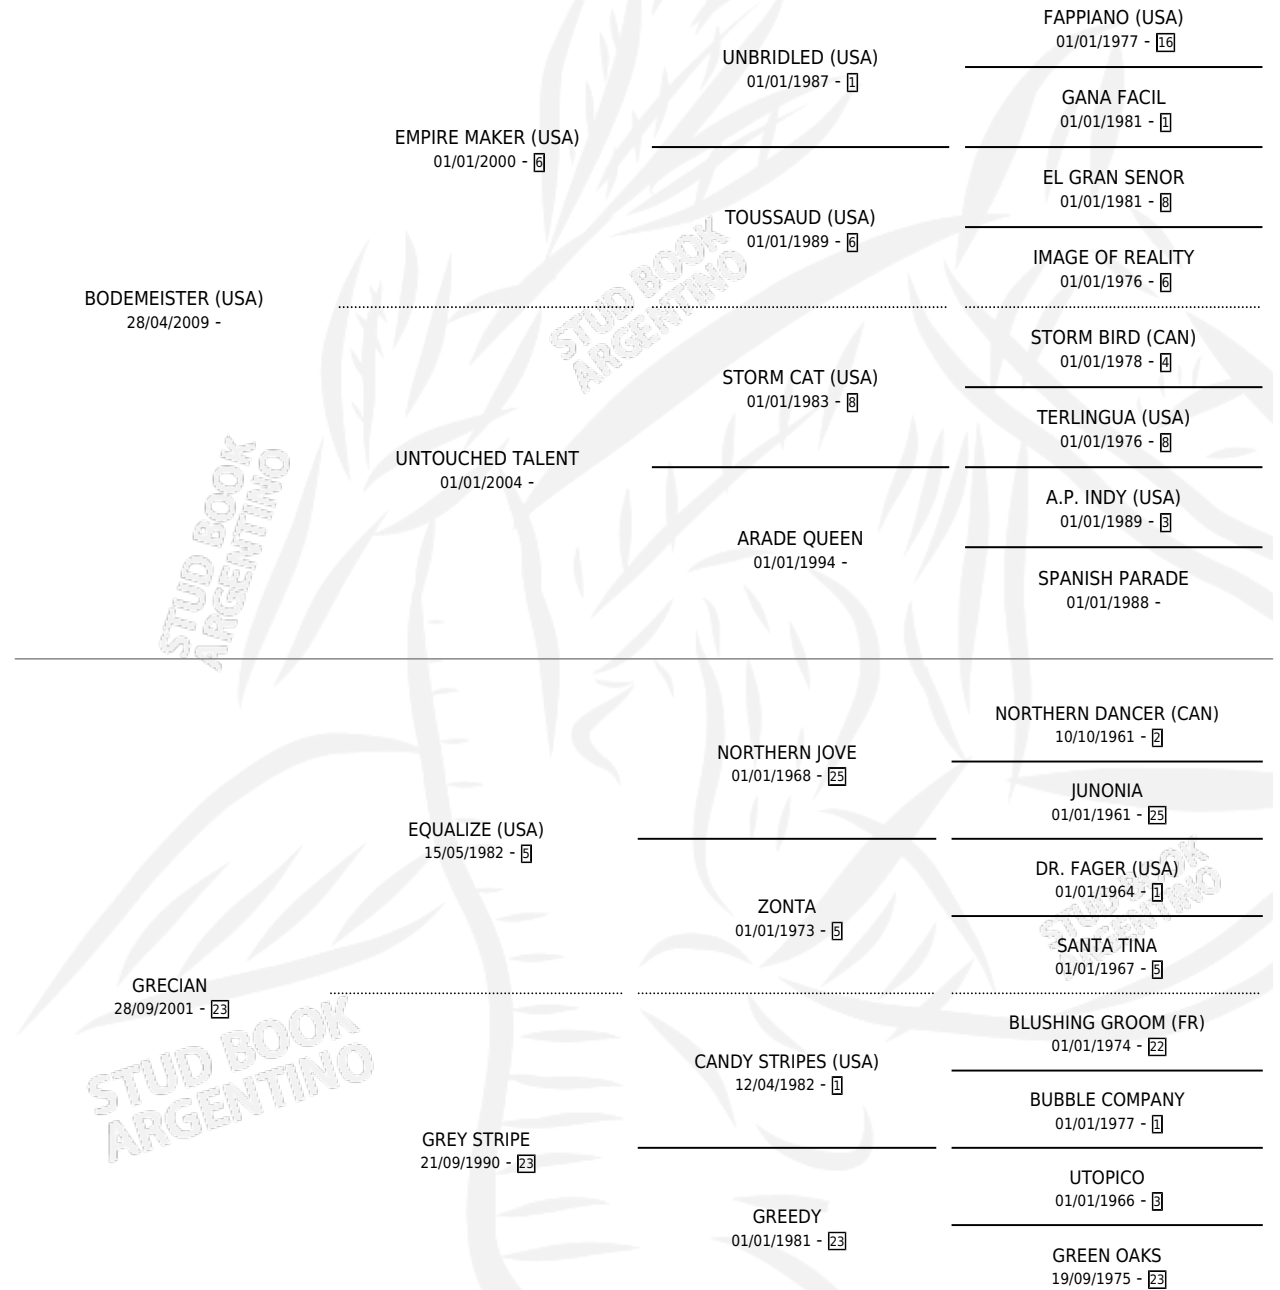 FAPPIANO (USA)
01/01/1977 - 16
UNBRIDLED (USA)
01/01/1987 - 1
GANA FACIL
01/01/1981 - 1
EMPIRE MAKER (USA)
01/01/2000 - 6
EL GRAN SENOR
01/01/1981 - 8
TOUSSAUD (USA)
01/01/1989 - 6
IMAGE OF REALITY
01/01/1976 - 6
STUD BOOK
ARGENTINO
BODEMEISTER (USA)
28/04/2009 -
STORM BIRD (CAN)
01/01/1978 - 4
STORM CAT (USA)
01/01/1983 - 8
TERLINGUA (USA)
01/01/1976 - 8
UNTOUCHED TALENT
01/01/2004 -
A.P. INDY (USA)
01/01/1989 - 3
ARADE QUEEN
01/01/1994 -
SPANISH PARADE
01/01/1988 -
STUD BOOK
ARGENTINO
NORTHERN DANCER (CAN)
10/10/1961 - 2
NORTHERN JOVE
01/01/1968 - 25
JUNONIA
01/01/1961 - 25
EQUALIZE (USA)
15/05/1982 - 5
DR. FAGER (USA)
01/01/1964 - 1
STUD BOOK
ARGENTINO
ZONTA
01/01/1973 - 5
SANTA TINA
01/01/1967 - 5
GRECIAN
28/09/2001 - 23
STUD BOOK
ARGENTINO
BLUSHING GROOM (FR)
01/01/1974 - 22
CANDY STRIPES (USA)
12/04/1982 - 1
BUBBLE COMPANY
01/01/1977 - 1
GREY STRIPE
21/09/1990 - 23
UTOPICO
01/01/1966 - 3
GREEDY
01/01/1981 - 23
GREEN OAKS
19/09/1975 - 23